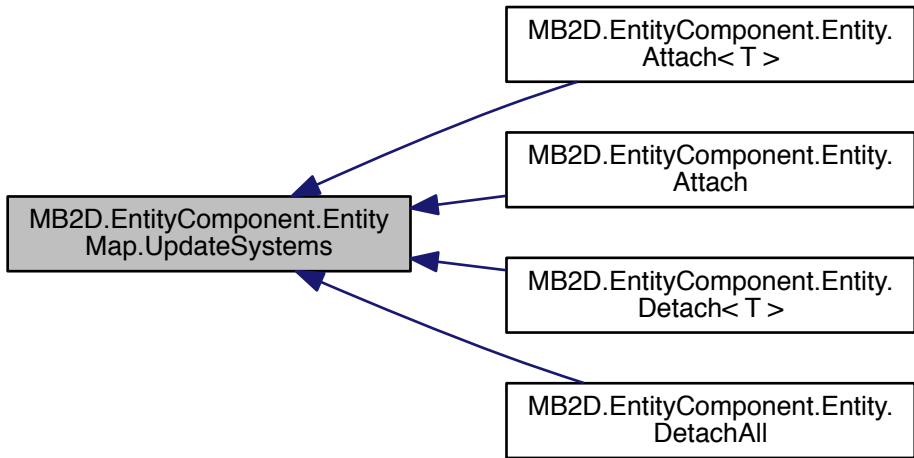 MB2D.EntityComponent.Entity.
Attach< T >
MB2D.EntityComponent.Entity.
Attach
MB2D.EntityComponent.Entity
Map.UpdateSystems
MB2D.EntityComponent.Entity.
Detach< T >
MB2D.EntityComponent.Entity.
DetachAll